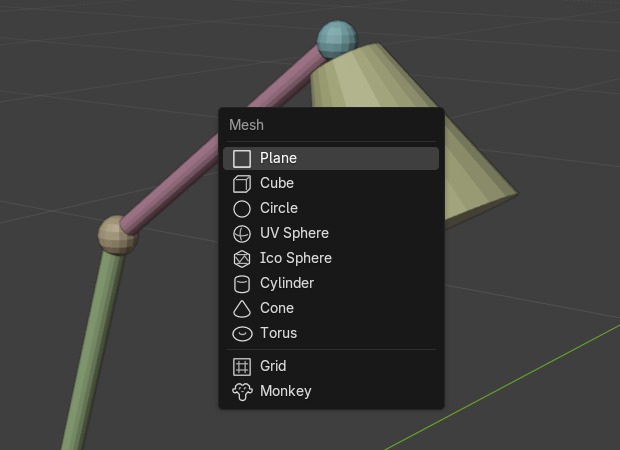 Mesh
Plane
Cube
Circle
UV Sphere
Ico Sphere
Cylinder
Cone
Torus
Grid
Monkey